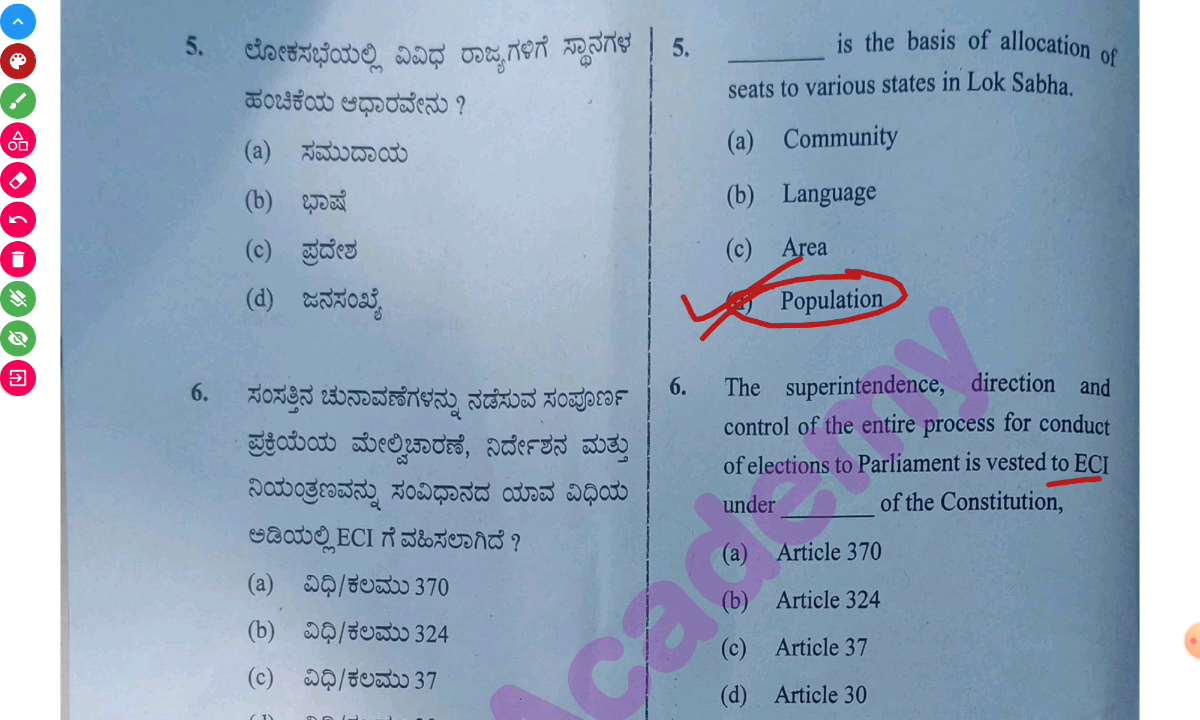 5. ಲೋಕಸಭೆಯಲ್ಲಿ ವಿವಿಧ ರಾಜ್ಯಗಳಿಗೆ ಸ್ಥಾನಗಳ
ಹಂಚಿಕೆಯ ಆಧಾರವೇನು ?
(a) ಸಮುದಾಯ
(b) ಭಾಷೆ
(c) ಪ್ರದೇಶ
(d) ಜನಸಂಖ್ಯೆ
6. ಸಂಸತ್ತಿನ ಚುನಾವಣೆಗಳನ್ನು ನಡೆಸುವ ಸಂಪೂರ್ಣ
ಪ್ರಕ್ರಿಯೆಯ ಮೇಲ್ವಿಚಾರಣೆ, ನಿರ್ದೇಶನ ಮತ್ತು
ನಿಯಂತ್ರಣವನ್ನು ಸಂವಿಧಾನದ ಯಾವ ವಿಧಿಯ
ಅಡಿಯಲ್ಲಿ ECI ಗೆ ವಹಿಸಲಾಗಿದೆ ?
(a) ವಿಧಿ/ಕಲಮು 370
(b) ವಿಧಿ/ಕಲಮು 324
(c) ವಿಧಿ/ಕಲಮು 37
5. ________ is the basis of allocation of
seats to various states in Lok Sabha.
(a) Community
(b) Language
(c) Area
(d) Population
6. The superintendence, direction and
control of the entire process for conduct
of elections to Parliament is vested to ECI
under ________ of the Constitution,
(a) Article 370
(b) Article 324
(c) Article 37
(d) Article 30
Academy